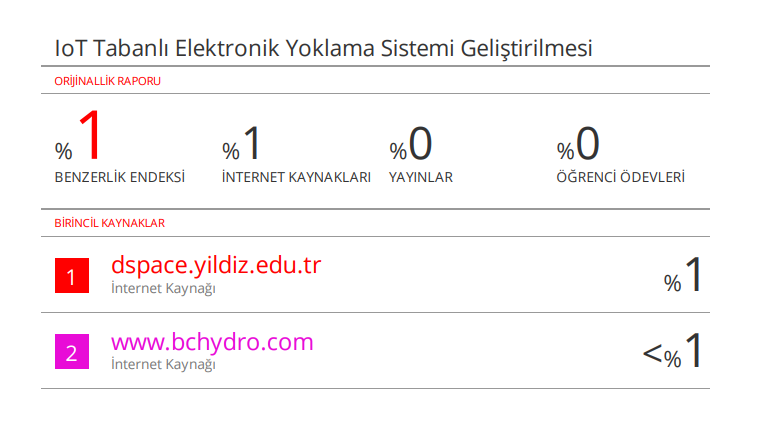 IoT Tabanlı Elektronik Yoklama Sistemi Geliştirilmesi
ORİJİNALLİK RAPORU
%1 %1 %0 %0
BENZERLİK ENDEKSİ İNTERNET KAYNAKLARI YAYINLAR ÖĞRENCİ ÖDEVLERİ
BİRİNCİL KAYNAKLAR
1 dspace.yildiz.edu.tr %1
İnternet Kaynağı
2 www.bchydro.com <%1
İnternet Kaynağı